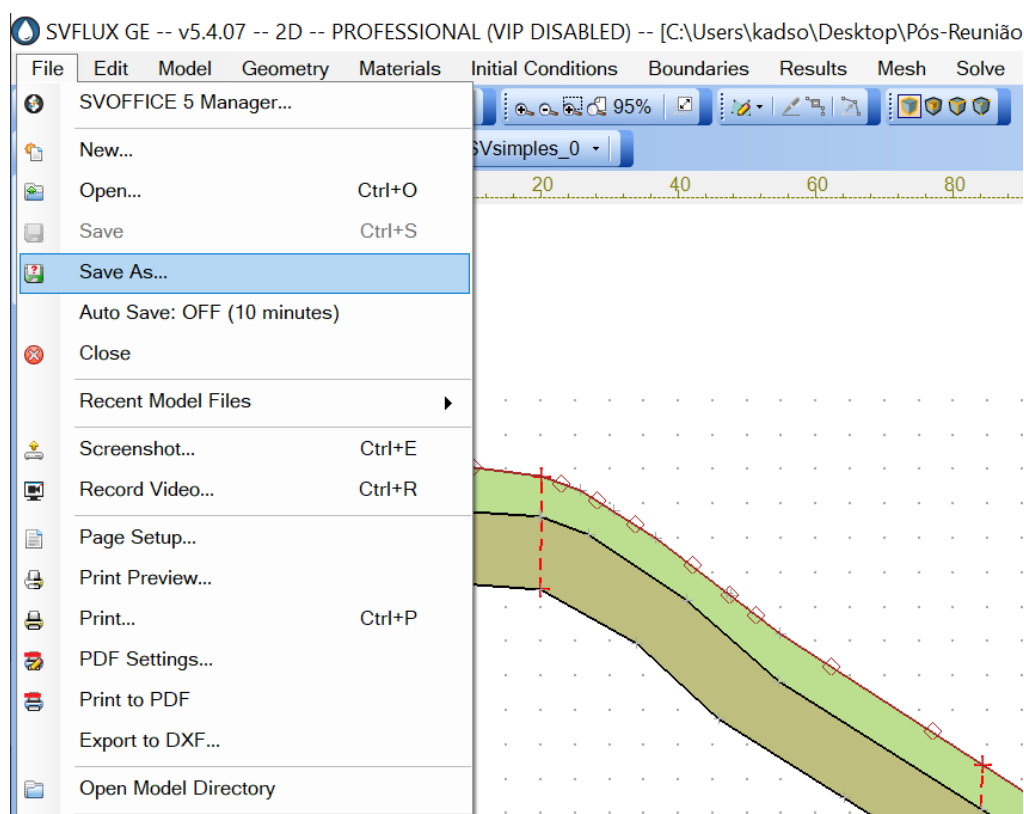 SVFLUX GE -- v5.4.07 -- 2D -- PROFESSIONAL (VIP DISABLED) -- [C:\Users\kadso\Desktop\Pós-Reunião
File Edit Model Geometry Materials Initial Conditions Boundaries Results Mesh Solve
SVOFFICE 5 Manager...
95%
New...
SVsimples_0
Open... Ctrl+O
20 40 60 80
Save Ctrl+S
Save As...
Auto Save: OFF (10 minutes)
Close
Recent Model Files
Screenshot... Ctrl+E
Record Video... Ctrl+R
Page Setup...
Print Preview...
Print... Ctrl+P
PDF Settings...
Print to PDF
Export to DXF...
Open Model Directory